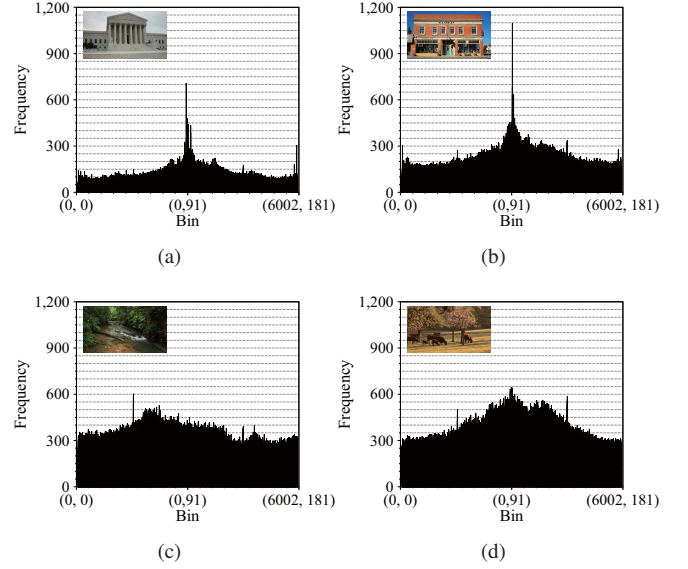 1,200
900
600
300
0
Frequency
(0, 0)
(0,91)
(6002, 181)
Bin
(a)
1,200
900
600
300
0
Frequency
(0, 0)
(0,91)
(6002, 181)
Bin
(b)
1,200
900
600
300
0
Frequency
(0, 0)
(0,91)
(6002, 181)
Bin
(c)
1,200
900
600
300
0
Frequency
(0, 0)
(0,91)
(6002, 181)
Bin
(d)